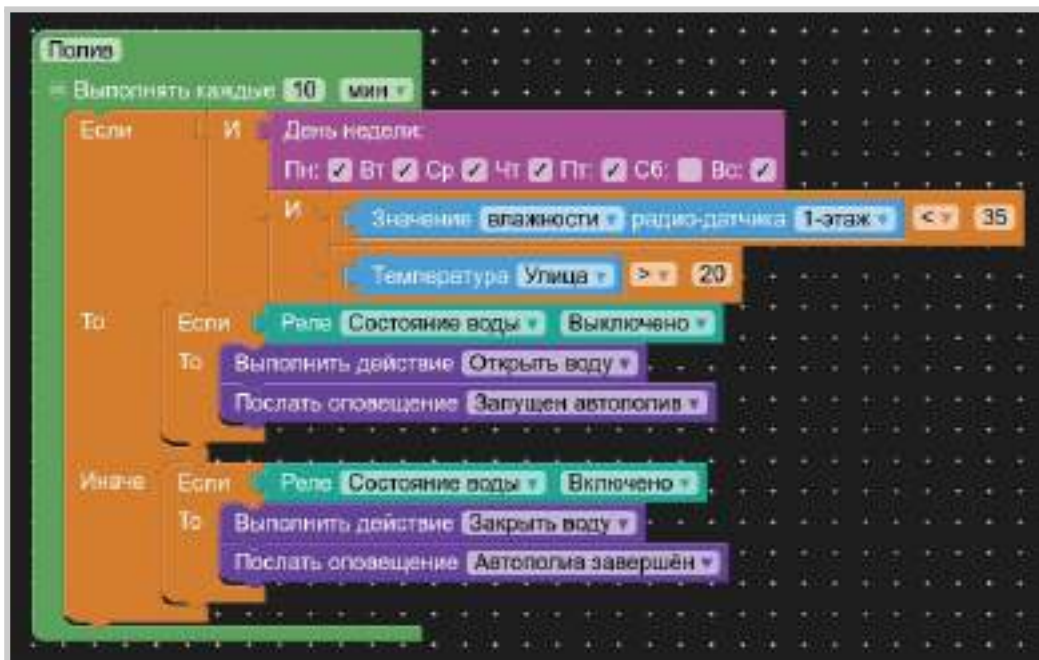 Полив
Выполнять каждые 10 мин
Если И День недели:
Пн: Вт Ср Чт Пт: Сб: Вс:
И Значение влажности радио-датчика 1-этаж < 35
Температура Улица > 20
То Если Реле Состояние воды Выключено
То Выполнить действие Открыть воду
Послать оповещение Запущен автополив
Иначе Если Реле Состояние воды Включено
То Выполнить действие Закрыть воду
Послать оповещение Автополив завершён